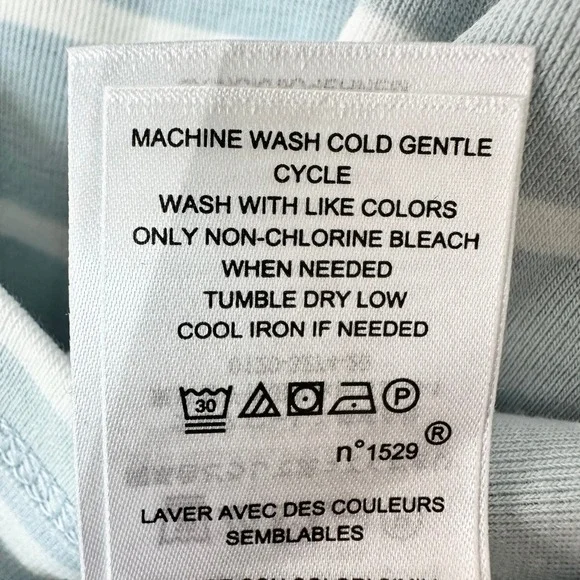 MACHINE WASH COLD GENTLE
CYCLE
WASH WITH LIKE COLORS
ONLY NON-CHLORINE BLEACH
WHEN NEEDED
TUMBLE DRY LOW
COOL IRON IF NEEDED
30 P
n°1529®
LAVER AVEC DES COULEURS
SEMBLABLES